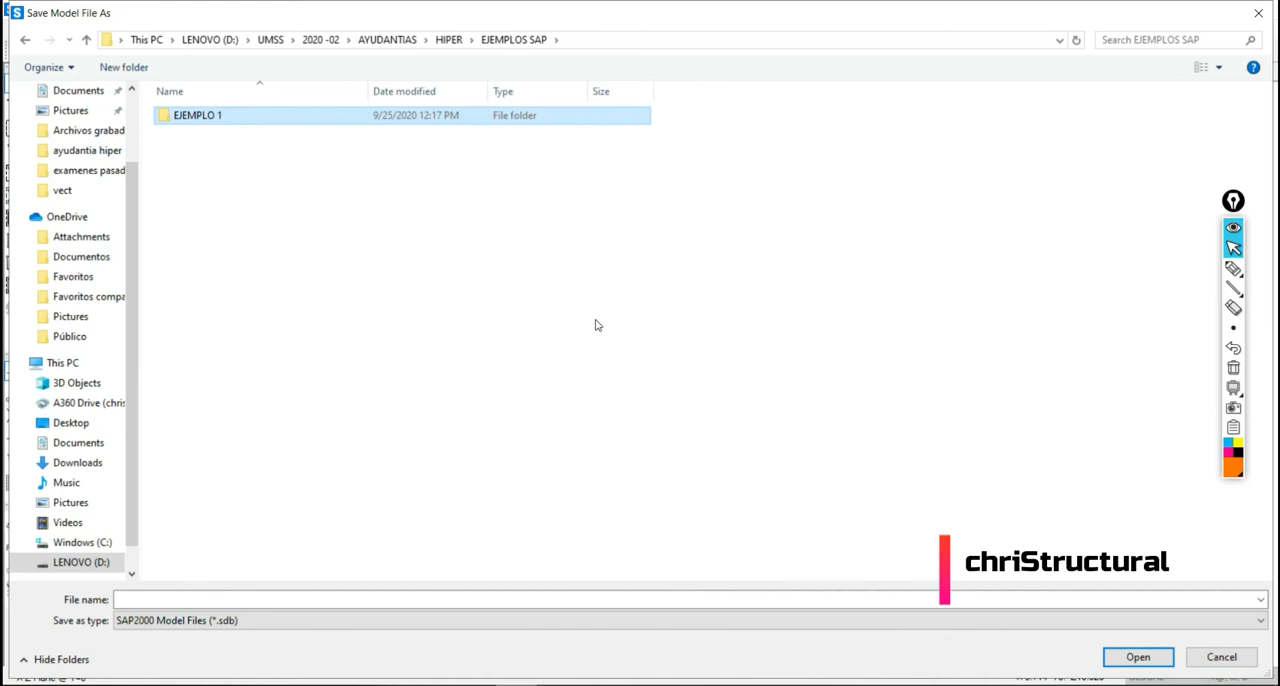 Save Model File As
This PC > LENOVO (D:) > UMSS > 2020 -02 > AYUDANTIAS > HIPER > EJEMPLOS SAP >
Search EJEMPLOS SAP
Organize
New folder
Name Date modified Type Size
EJEMPLO 1 9/25/2020 12:17 PM File folder
Documents
Pictures
Archivos grabad
ayudantia hiper
examenes pasad
vect
OneDrive
Attachments
Documentos
Favoritos
Favoritos compa
Pictures
Público
This PC
3D Objects
A360 Drive (chris
Desktop
Documents
Downloads
Music
Pictures
Videos
Windows (C:)
LENOVO (D:)
chriStructural
File name:
Save as type: SAP2000 Model Files (*.sdb)
Hide Folders
Open
Cancel